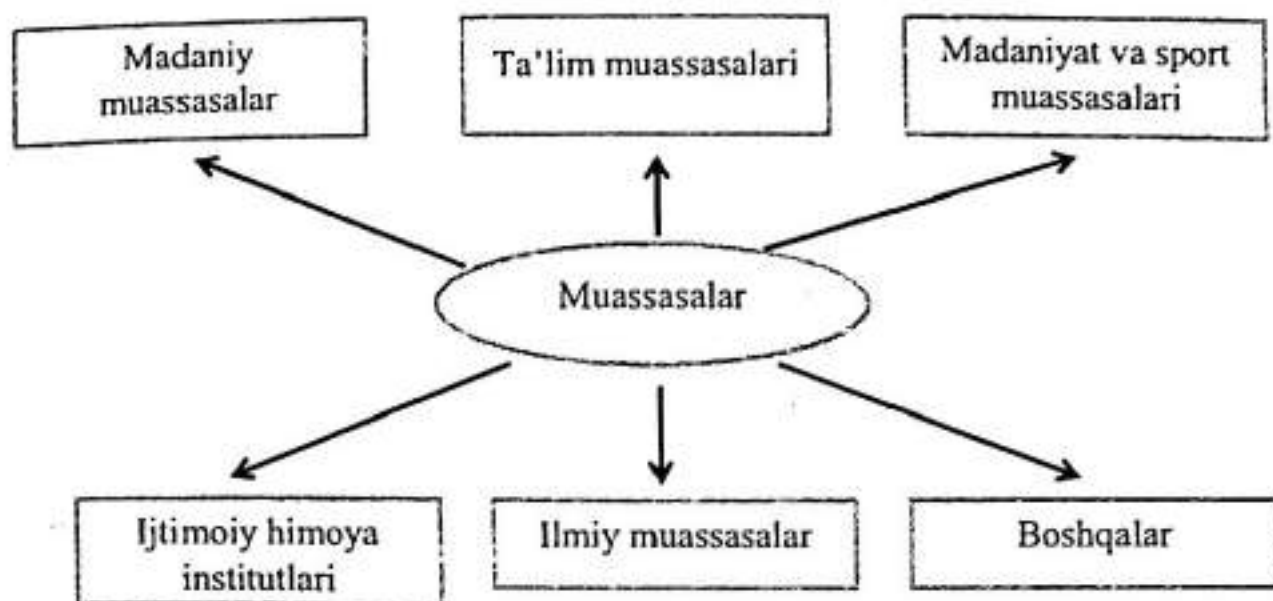 Madaniy
muassasalar
Ta'lim muassasalari
Madaniyat va sport
muassasalari
Muassasalar
Ijtimoiy himoya
institutlari
Ilmiy muassasalar
Boshqalar